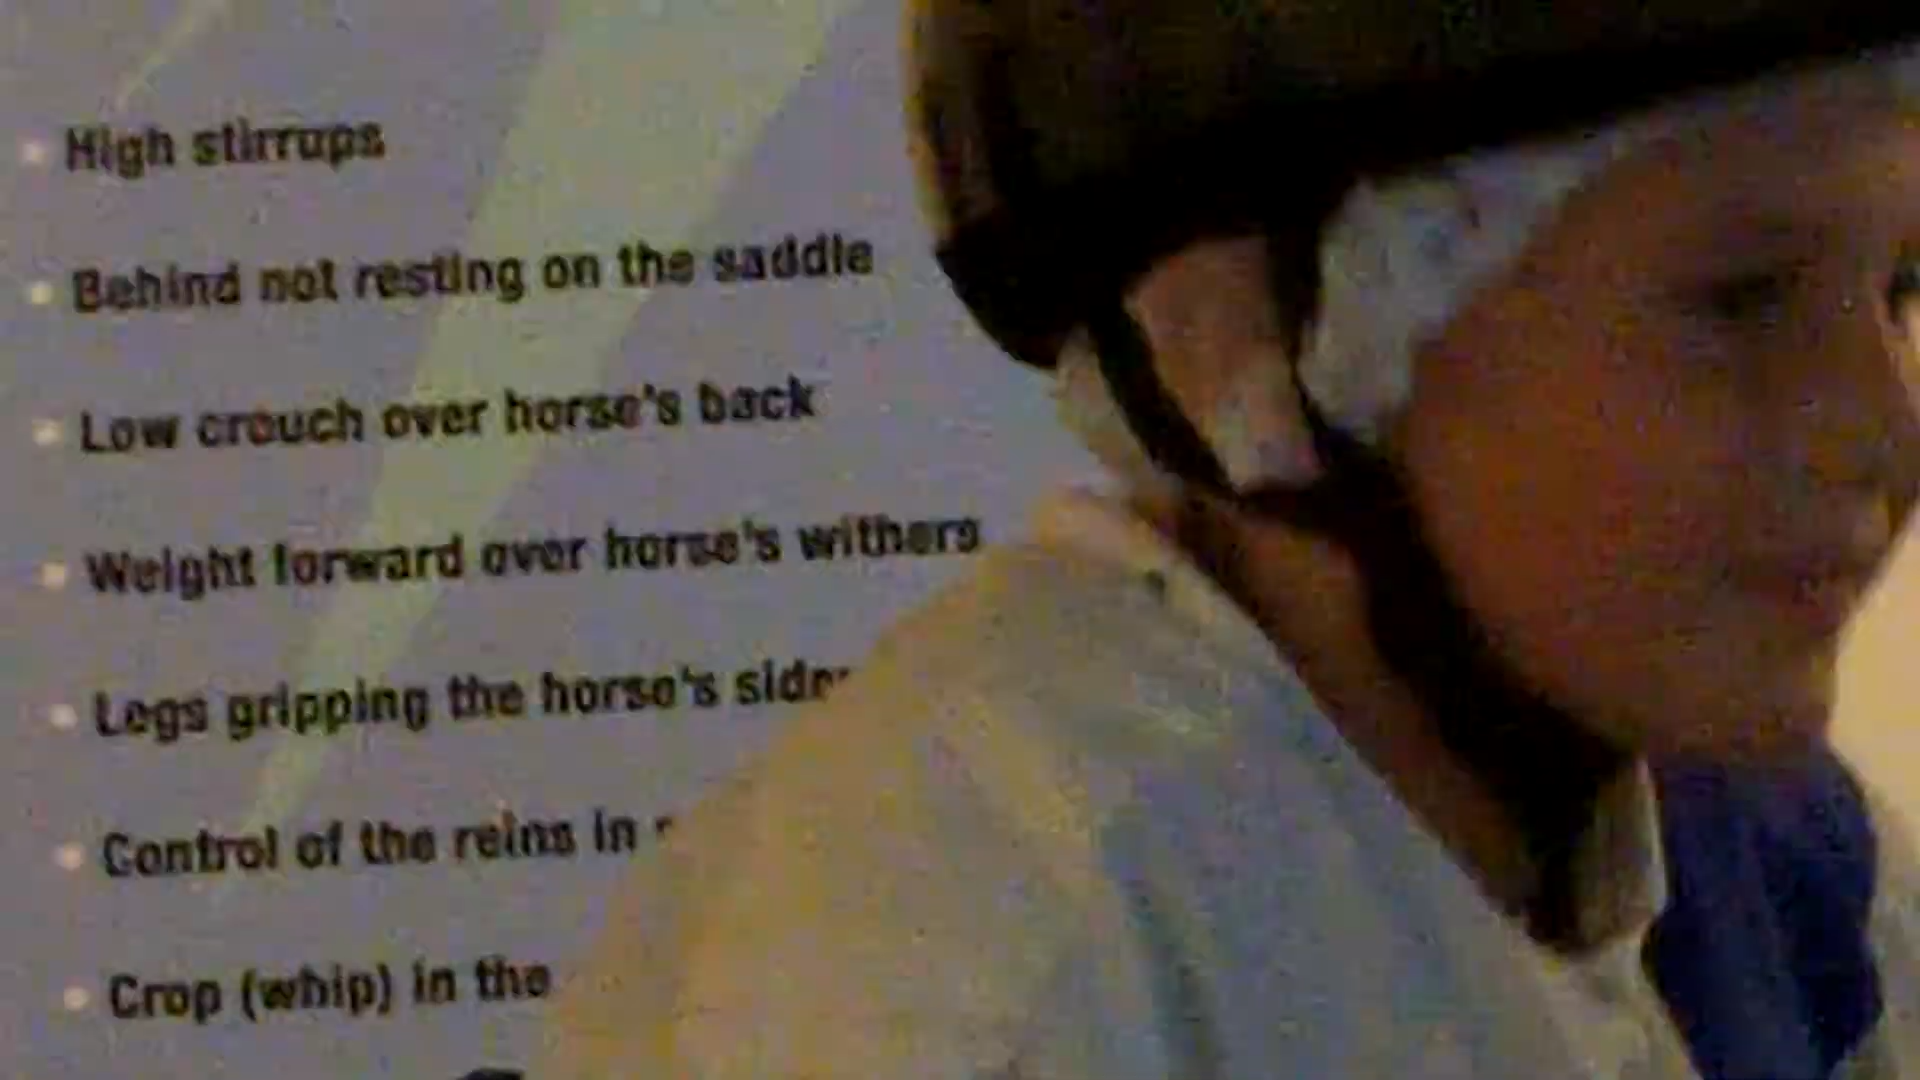 High stirrups
Behind not resting on the saddle
Low crouch over horse's back
Weight forward over horse's withers
Legs gripping the horse's
Control of the reins in
Crop (whip) in the